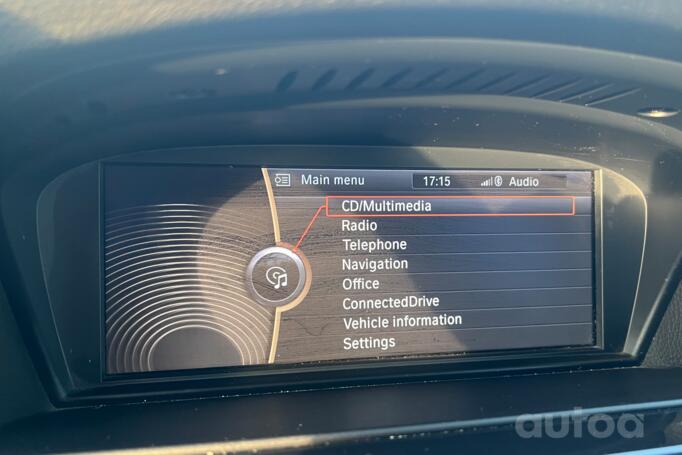 Main menu 17:15 Audio
CD/Multimedia
Radio
Telephone
Navigation
Office
ConnectedDrive
Vehicle information
Settings
autoa